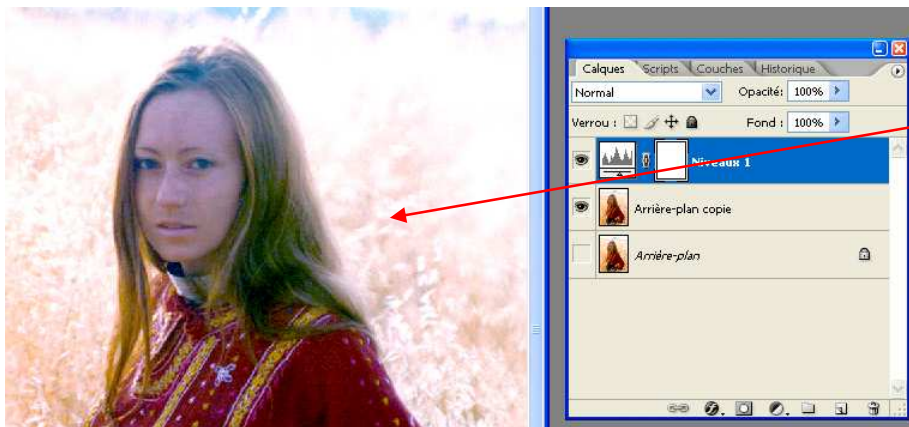 Calques Scripts Couches Historique
Normal Opacité: 100%
Verrou : Fond : 100%
Niveaux 1
Arrière-plan copie
Arrière-plan